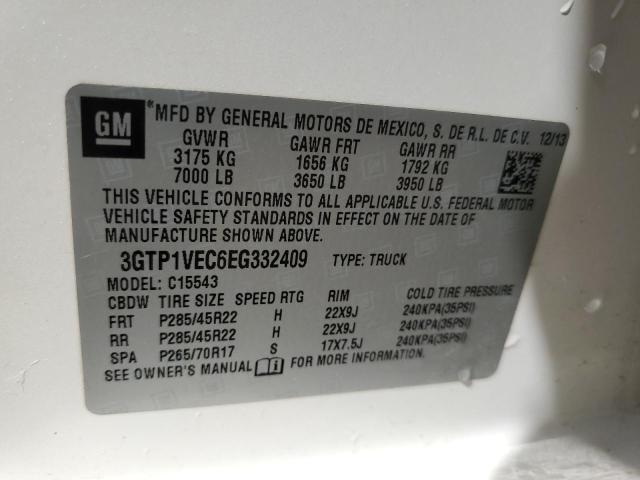 GM *MFD BY GENERAL MOTORS DE MEXICO, S. DE R.L. DE C.V. 12/13
GVWR GAWR FRT GAWR RR
3175 KG 1656 KG 1792 KG
7000 LB 3650 LB 3950 LB
THIS VEHICLE CONFORMS TO ALL APPLICABLE U.S. FEDERAL MOTOR
VEHICLE SAFETY STANDARDS IN EFFECT ON THE DATE OF
MANUFACTURE SHOWN ABOVE.
3GTP1VEC6EG332409 TYPE: TRUCK
MODEL: C15543
CBDW TIRE SIZE SPEED RTG RIM COLD TIRE PRESSURE
FRT P285/45R22 H 22X9J 240KPA(35PSI)
RR P285/45R22 H 22X9J 240KPA(35PSI)
SPA P265/70R17 S 17X7.5J 240KPA(35PSI)
SEE OWNER'S MANUAL i FOR MORE INFORMATION.